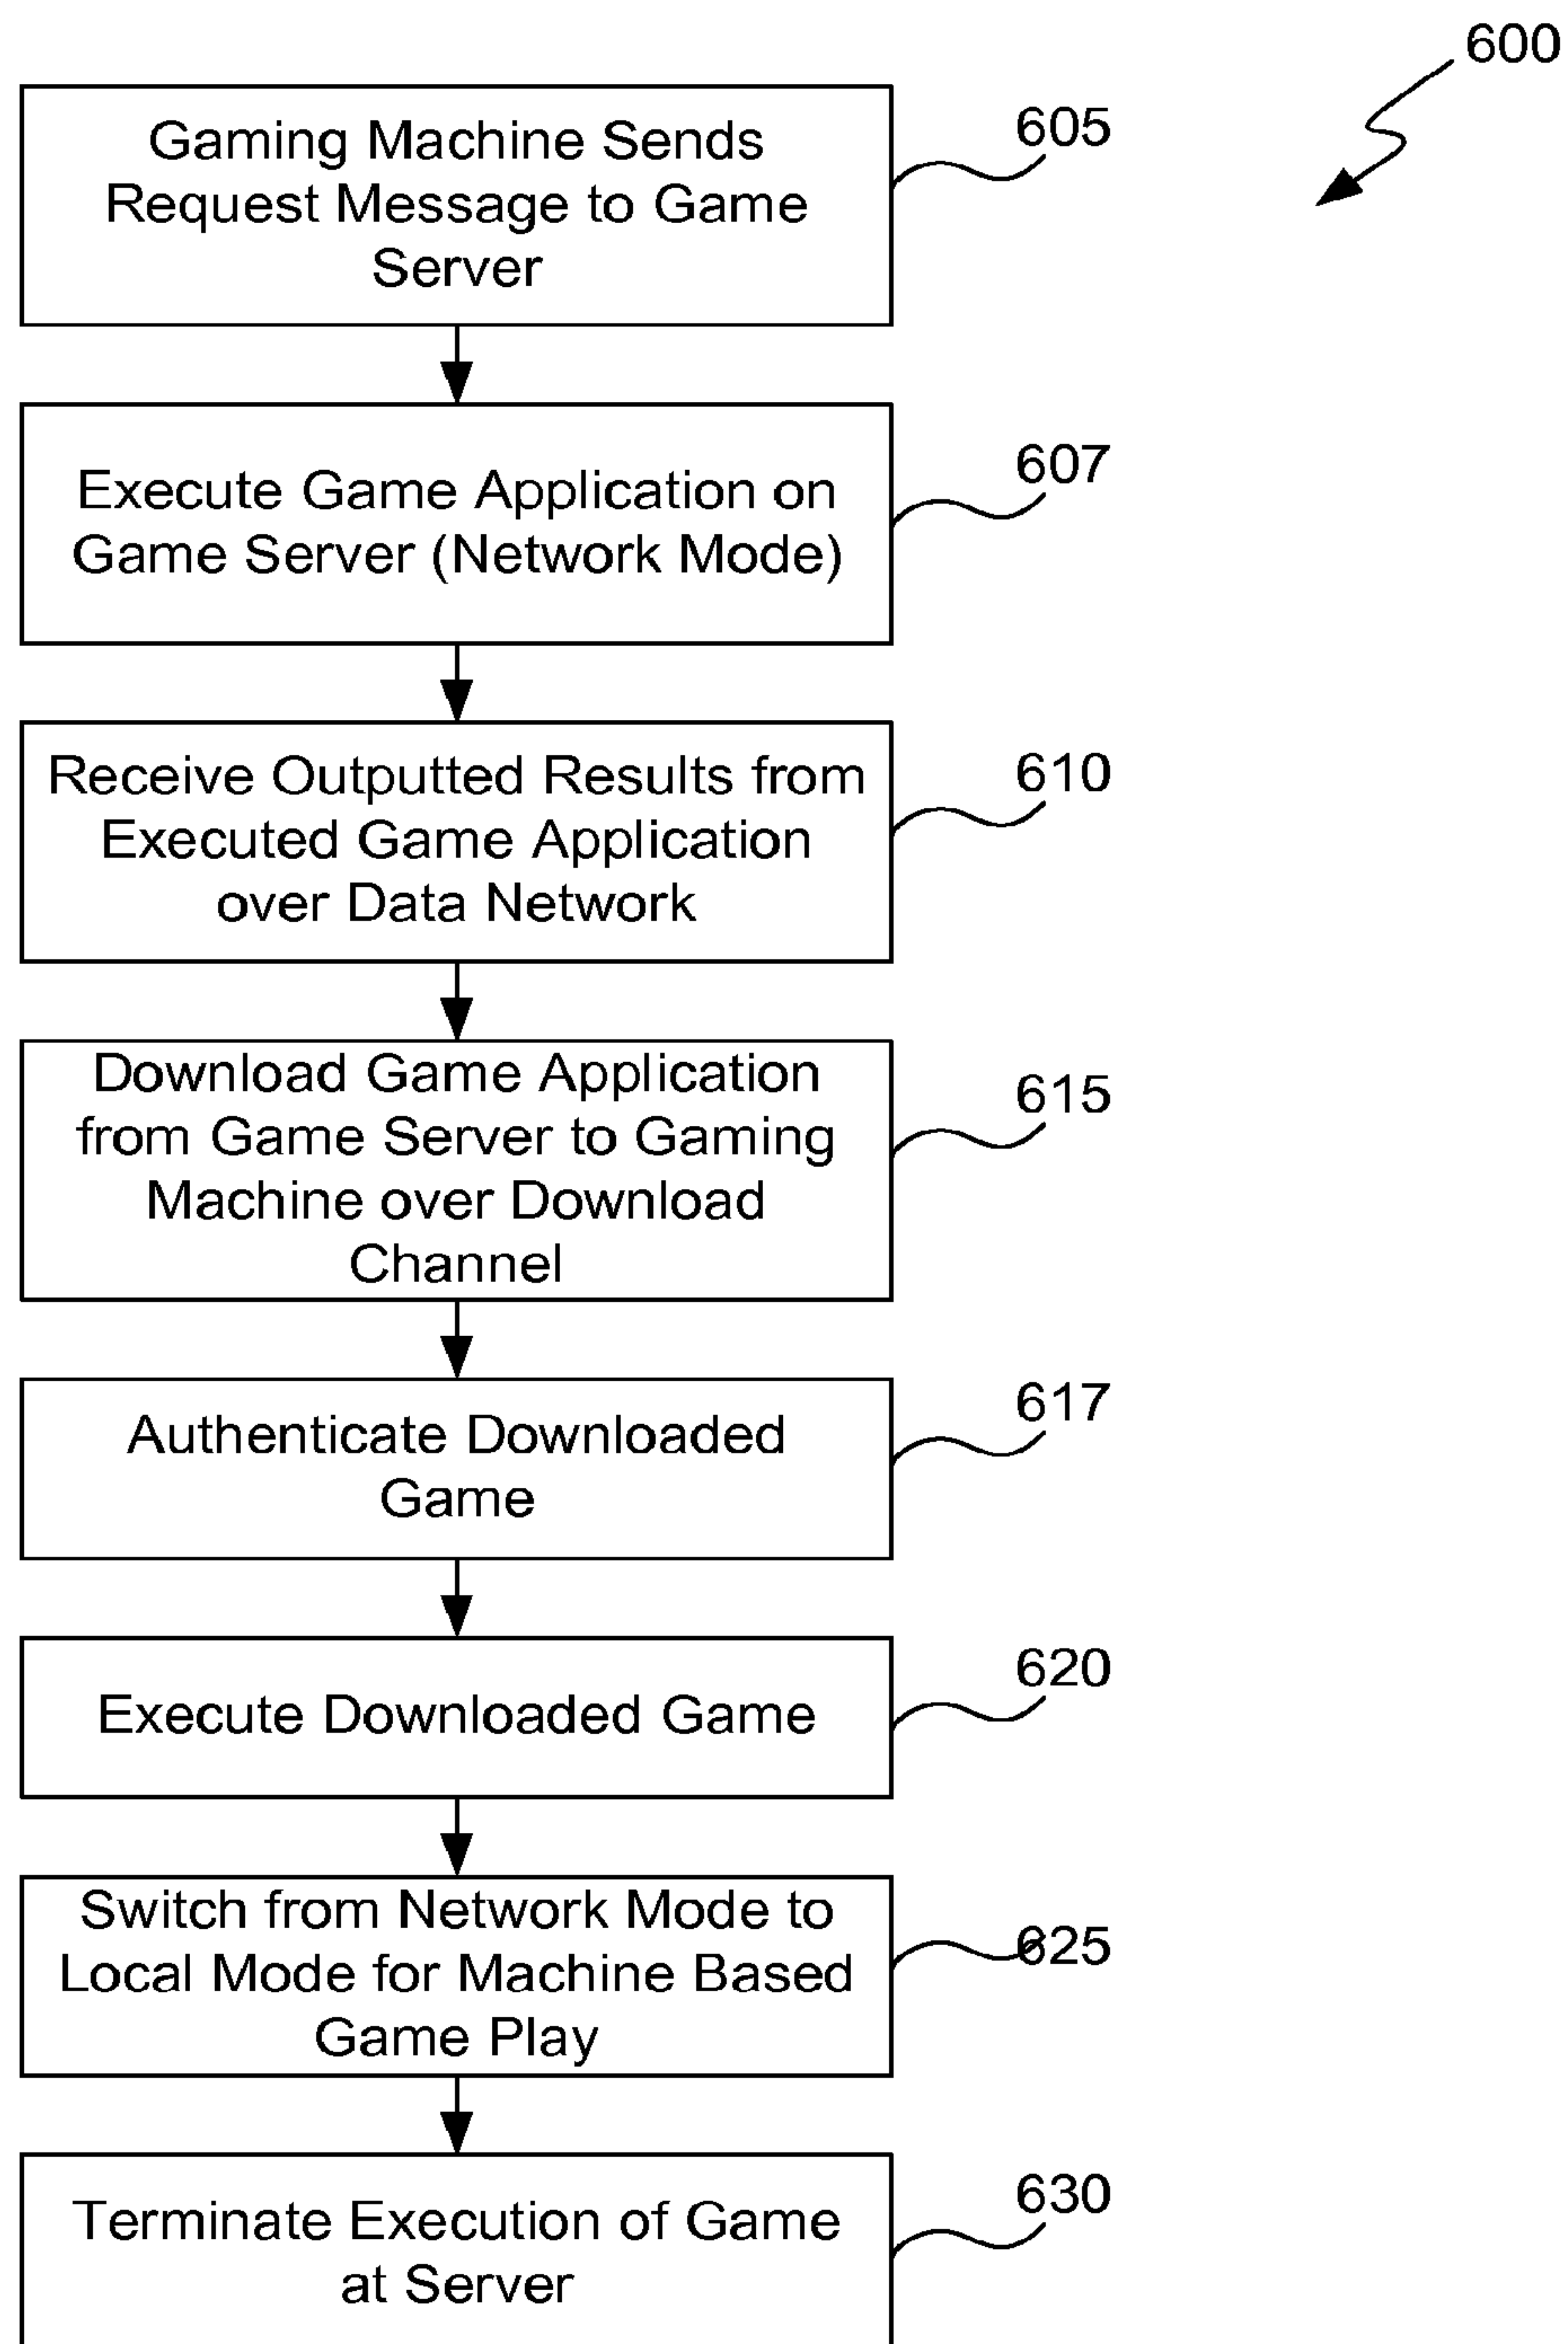 600
Gaming Machine Sends
Request Message to Game
Server
605
Execute Game Application on
Game Server (Network Mode)
607
Receive Outputted Results from
Executed Game Application
over Data Network
610
Download Game Application
from Game Server to Gaming
Machine over Download
Channel
615
Authenticate Downloaded
Game
617
Execute Downloaded Game
620
Switch from Network Mode to
Local Mode for Machine Based
Game Play
625
Terminate Execution of Game
at Server
630